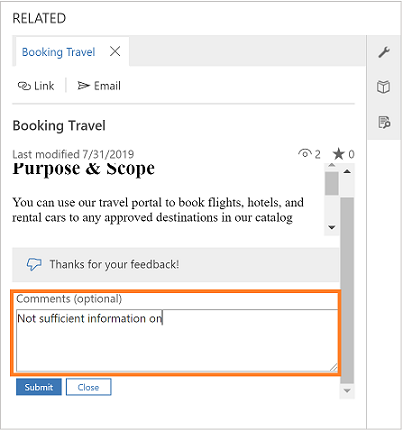 RELATED
Booking Travel
Link
Email
Booking Travel
Last modified 7/31/2019
2
0
Purpose & Scope
You can use our travel portal to book flights, hotels, and
rental cars to any approved destinations in our catalog
Thanks for your feedback!
Comments (optional)
Not sufficient information on
Submit
Close